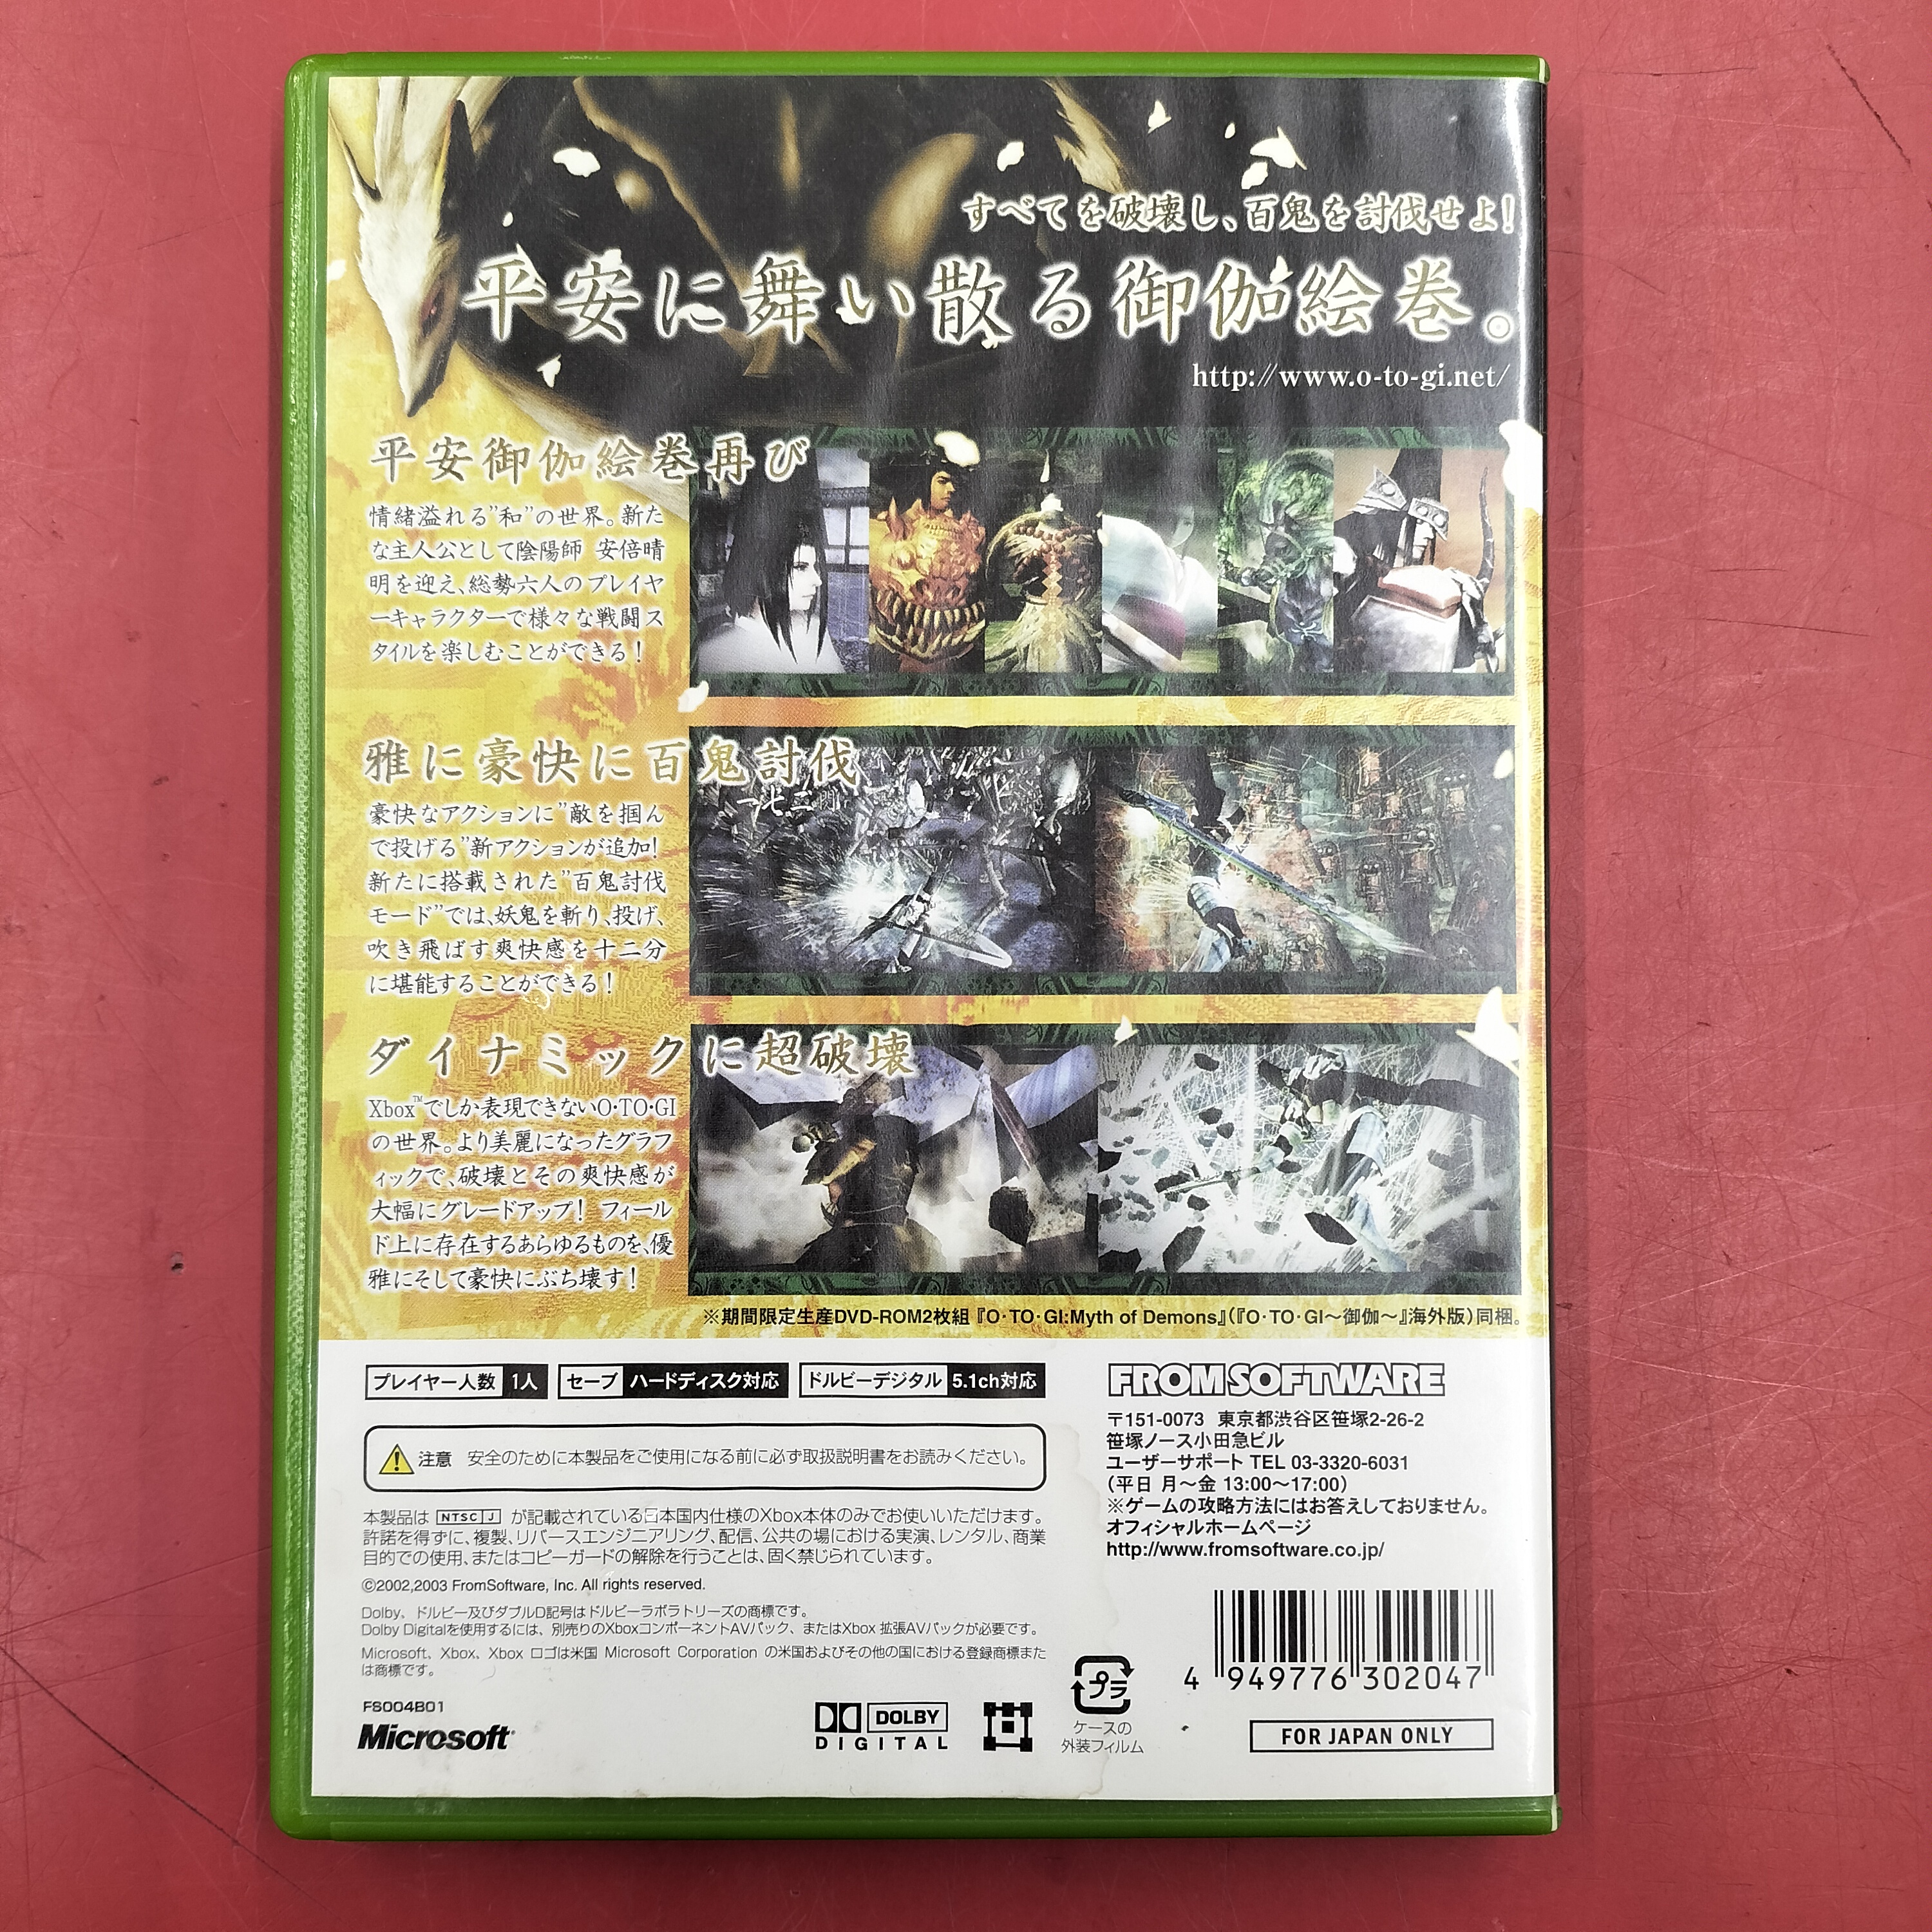 すべてを破壊し、百鬼を討伐せよ!
平安に舞い散る御伽絵巻。
http://www.o-to-gi.net/
平安御伽絵巻再び
情緒溢れる"和"の世界。新た
な主人公として陰陽師 安倍晴
明を迎え、総勢六人のプレイヤ
ーキャラクターで様々な戦闘ス
タイルを楽しむことができる!
雅に豪快に百鬼討伐
豪快なアクションに"敵を掴ん
で投げる"新アクションが追加!
新たに搭載された"百鬼討伐
モード"では、妖鬼を斬り、投げ、
吹き飛ばす爽快感を十二分
に堪能することができる!
ダイナミックに超破壊
Xbox™でしか表現できないO・TO・GI
の世界。より美麗になったグラフ
ィックで、破壊とその爽快感が
大幅にグレードアップ! フィール
ド上に存在するあらゆるものを、優
雅にそして豪快にぶち壊す!
※期間限定生産DVD-ROM2枚組『O・TO・GI:Myth of Demons』(『O・TO・GI〜御伽〜』海外版)同梱。
プレイヤー人数 1人 セーブ ハードディスク対応 ドルビーデジタル 5.1ch対応
注意 安全のために本製品をご使用になる前に必ず取扱説明書をお読みください。
本製品は NTSC J が記載されている日本国内仕様のXbox本体のみでお使いいただけます。
許諾を得ずに、複製、リバースエンジニアリング、配信、公共の場における実演、レンタル、商業
目的での使用、またはコピーガードの解除を行うことは、固く禁じられています。
©2002,2003 FromSoftware, Inc. All rights reserved.
Dolby、ドルビー及びダブルD記号はドルビーラボラトリーズの商標です。
Dolby Digitalを使用するには、別売りのXboxコンポーネントAVパック、またはXbox 拡張AVパックが必要です。
Microsoft、Xbox、Xbox ロゴは米国 Microsoft Corporation の米国およびその他の国における登録商標また
は商標です。
FS004B01
Microsoft
DOLBY
DIGITAL
FROMSOFTWARE
〒151-0073 東京都渋谷区笹塚2-26-2
笹塚ノース小田急ビル
ユーザーサポート TEL 03-3320-6031
(平日 月〜金 13:00〜17:00)
※ゲームの攻略方法にはお答えしておりません。
オフィシャルホームページ
http://www.fromsoftware.co.jp/
プラ
ケースの
外装フィルム
4 949776 302047
FOR JAPAN ONLY